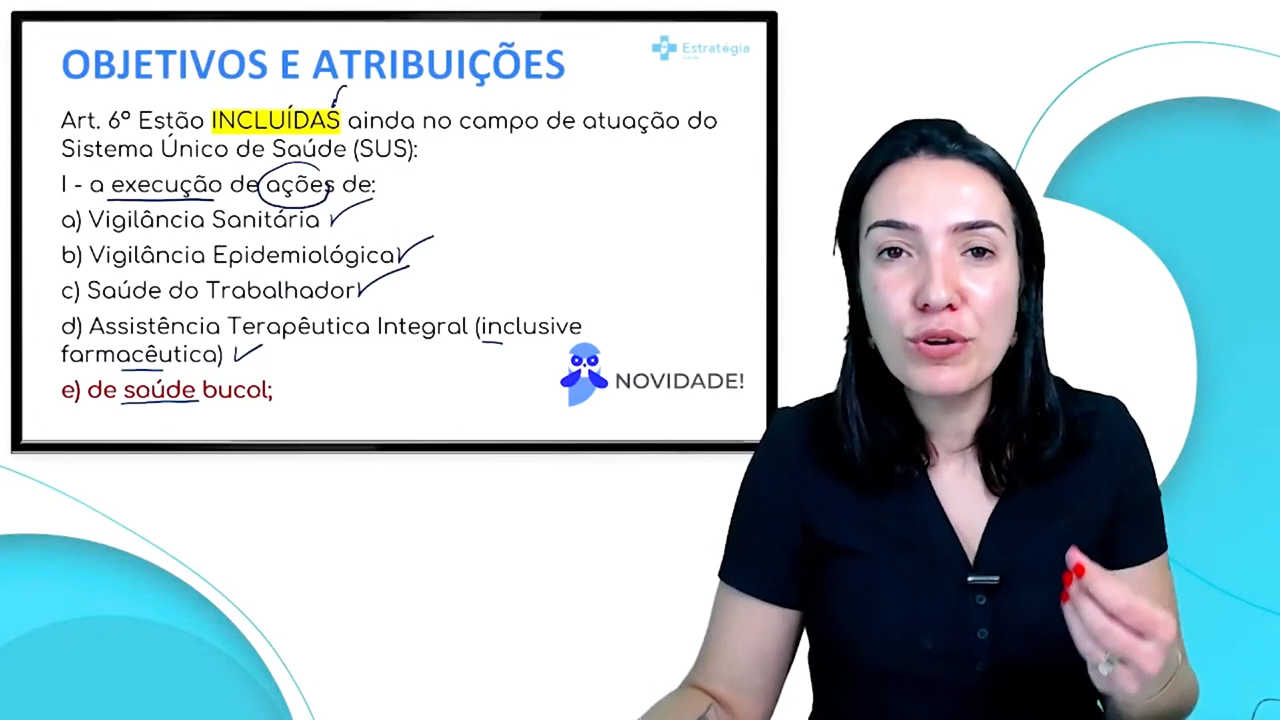 OBJETIVOS E ATRIBUIÇÕES
Estratégia
Art. 6º Estão INCLUÍDAS ainda no campo de atuação do
Sistema Único de Saúde (SUS):
I - a execução de ações de:
a) Vigilância Sanitária
b) Vigilância Epidemiológica
c) Saúde do Trabalhador
d) Assistência Terapêutica Integral (inclusive
farmacêutica)
e) de saúde bucal;
NOVIDADE!